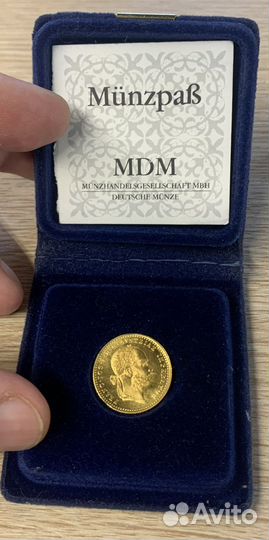 Münzpaß
MDM
MÜNZHANDELSGESELLSCHAFT MBH
DEUTSCHE MÜNZE
Avito